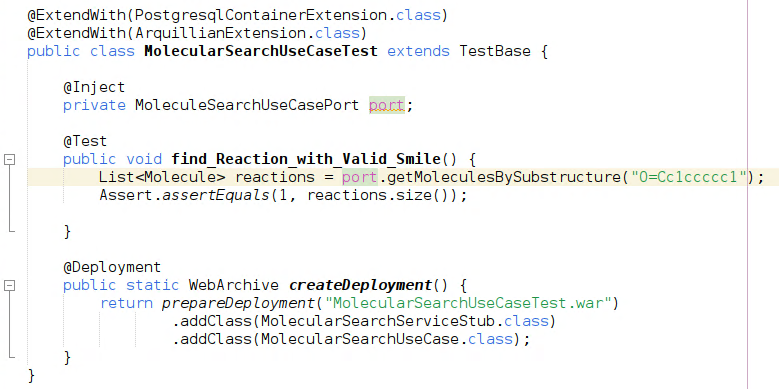 @ExtendWith(PostgresqlContainerExtension.class)
@ExtendWith(ArquillianExtension.class)
public class MolecularSearchUseCaseTest extends TestBase {
@Inject
private MoleculeSearchUseCasePort port;
@Test
public void find_Reaction_with_Valid_Smile() {
List<Molecule> reactions = port.getMoleculesBySubstructure("O=Cc1ccccc1");
Assert.assertEquals(1, reactions.size());
}
@Deployment
public static WebArchive createDeployment() {
return prepareDeployment("MolecularSearchUseCaseTest.war")
.addClass(MolecularSearchServiceStub.class)
.addClass(MolecularSearchUseCase.class);
}
}